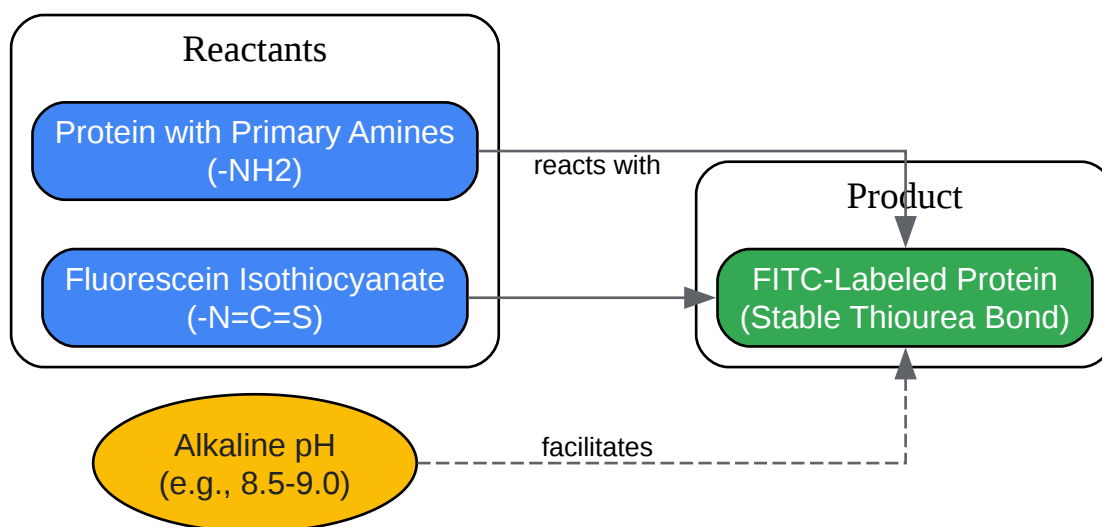 Reactants
Protein with Primary Amines
(-NH2)
reacts with
Product
Fluorescein Isothiocyanate
(-N=C=S)
FITC-Labeled Protein
(Stable Thiourea Bond)
Alkaline pH
(e.g., 8.5-9.0)
facilitates